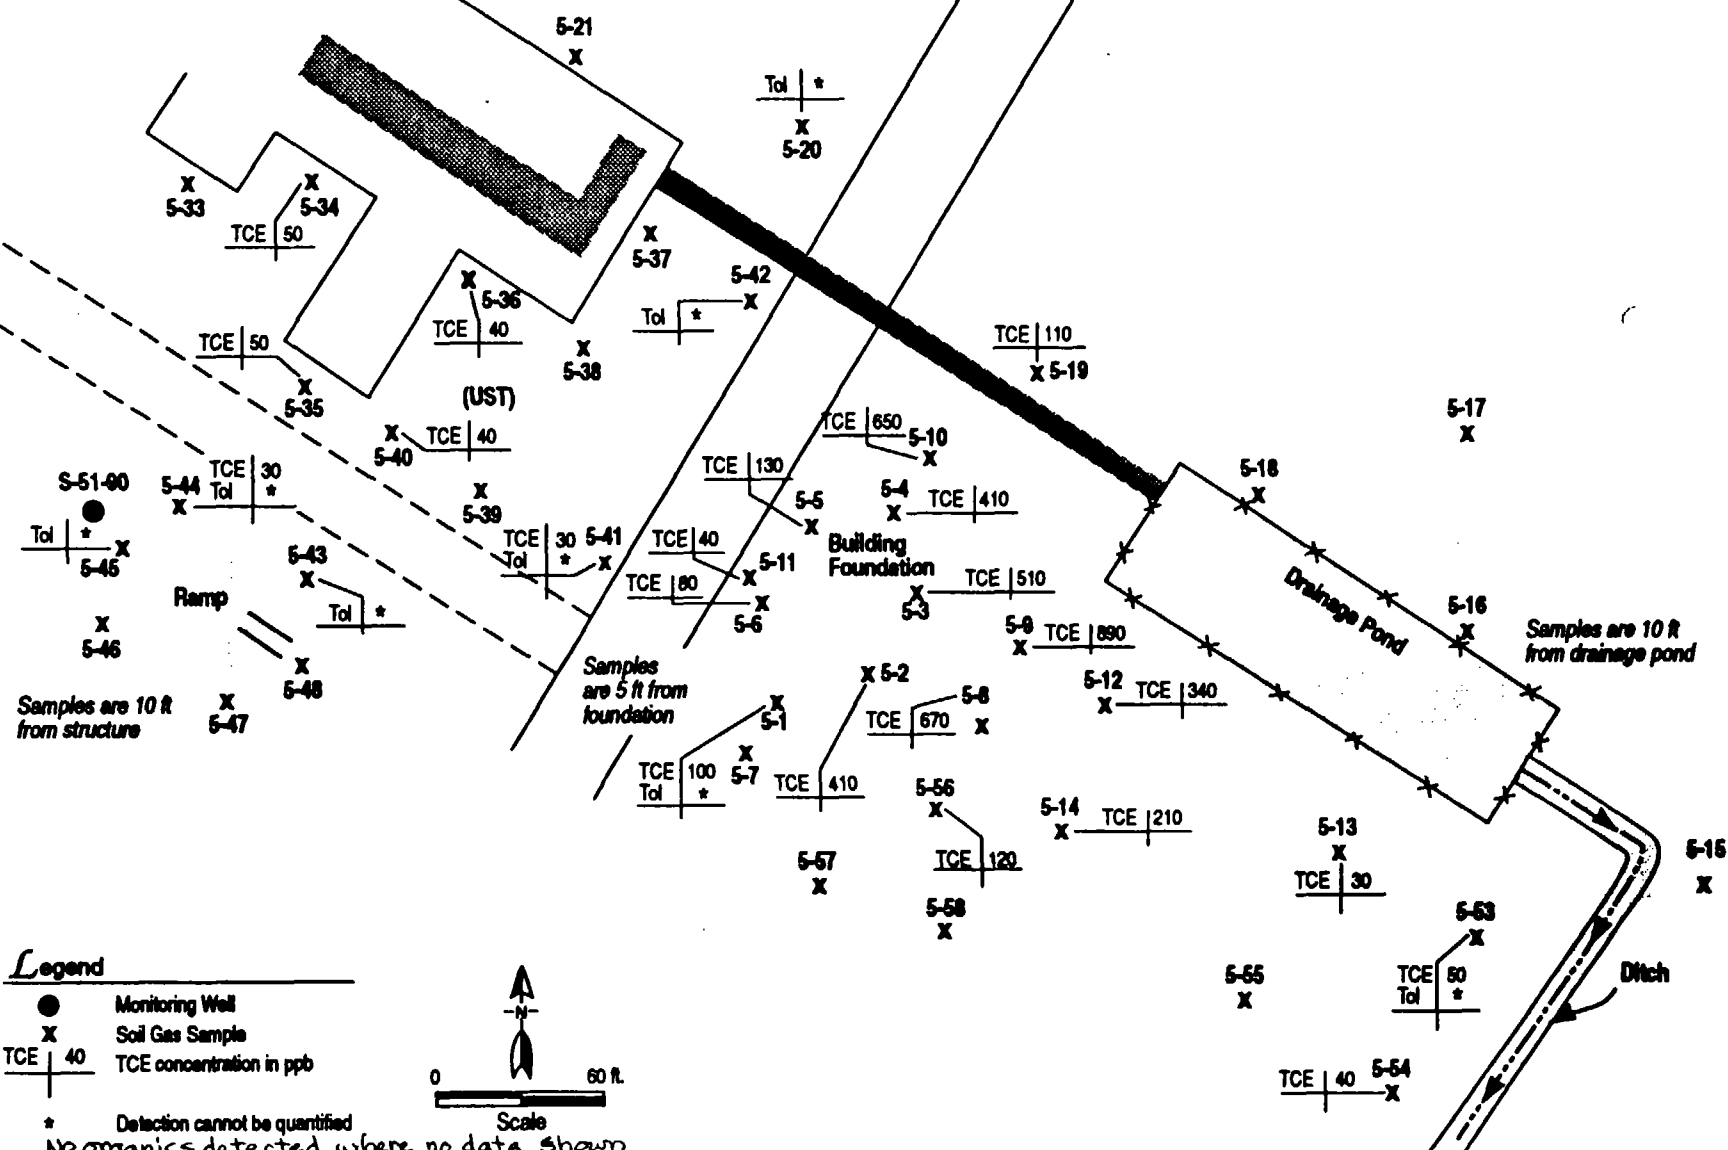 5-21
Tol *
5-20
5-33
5-34
TCE 50
5-37
5-42
Tol *
5-36
TCE 40
TCE 50
5-35
5-38
(UST)
TCE 110
5-19
5-17
5-40
TCE 40
TCE 650
5-10
S-51-90
5-44
TCE 30
Tol *
5-39
TCE 130
5-5
5-4
TCE 410
5-18
Tol *
5-45
5-43
Tol *
TCE 30
Tol *
5-41
TCE 40
5-11
TCE 80
5-6
Building
Foundation
TCE 510
5-3
Drainage Pond
5-16
Samples are 10 ft
from drainage pond
Ramp
5-46
5-48
5-47
Samples are 10 ft
from structure
Samples
are 5 ft from
foundation
5-9
TCE 890
5-2
5-12
TCE 340
5-1
5-8
TCE 670
5-7
TCE 100
Tol *
TCE 410
5-56
TCE 120
5-14
TCE 210
5-13
TCE 30
5-15
5-57
5-58
5-53
TCE 50
Tol *
5-55
Ditch
5-54
TCE 40
Legend
Monitoring Well
X Soil Gas Sample
TCE 40 TCE concentration in ppb
* Detection cannot be quantified
No organics detected where no data shown
N
0 60 ft.
Scale